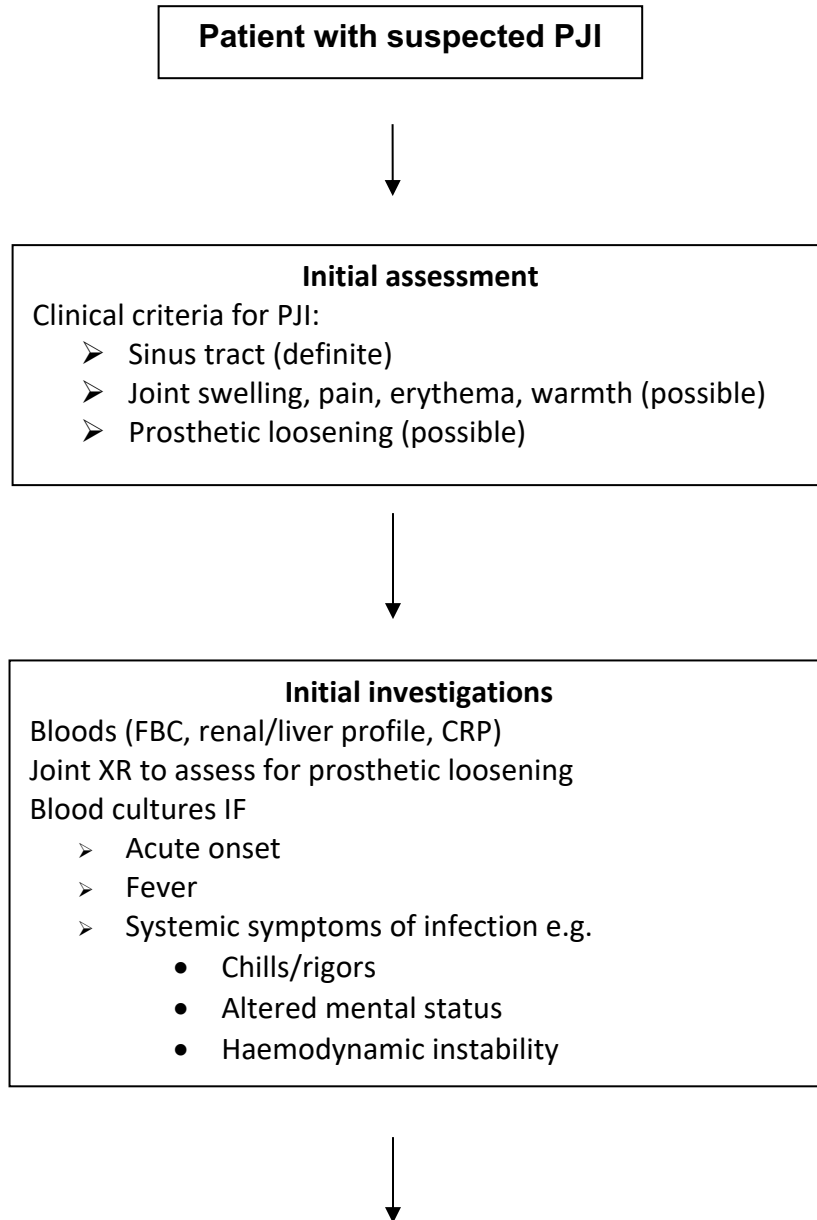 Patient with suspected PJI
Initial assessment
Clinical criteria for PJI:
➤ Sinus tract (definite)
➤ Joint swelling, pain, erythema, warmth (possible)
➤ Prosthetic loosening (possible)
Initial investigations
Bloods (FBC, renal/liver profile, CRP)
Joint XR to assess for prosthetic loosening
Blood cultures IF
➤ Acute onset
➤ Fever
➤ Systemic symptoms of infection e.g.
• Chills/rigors
• Altered mental status
• Haemodynamic instability